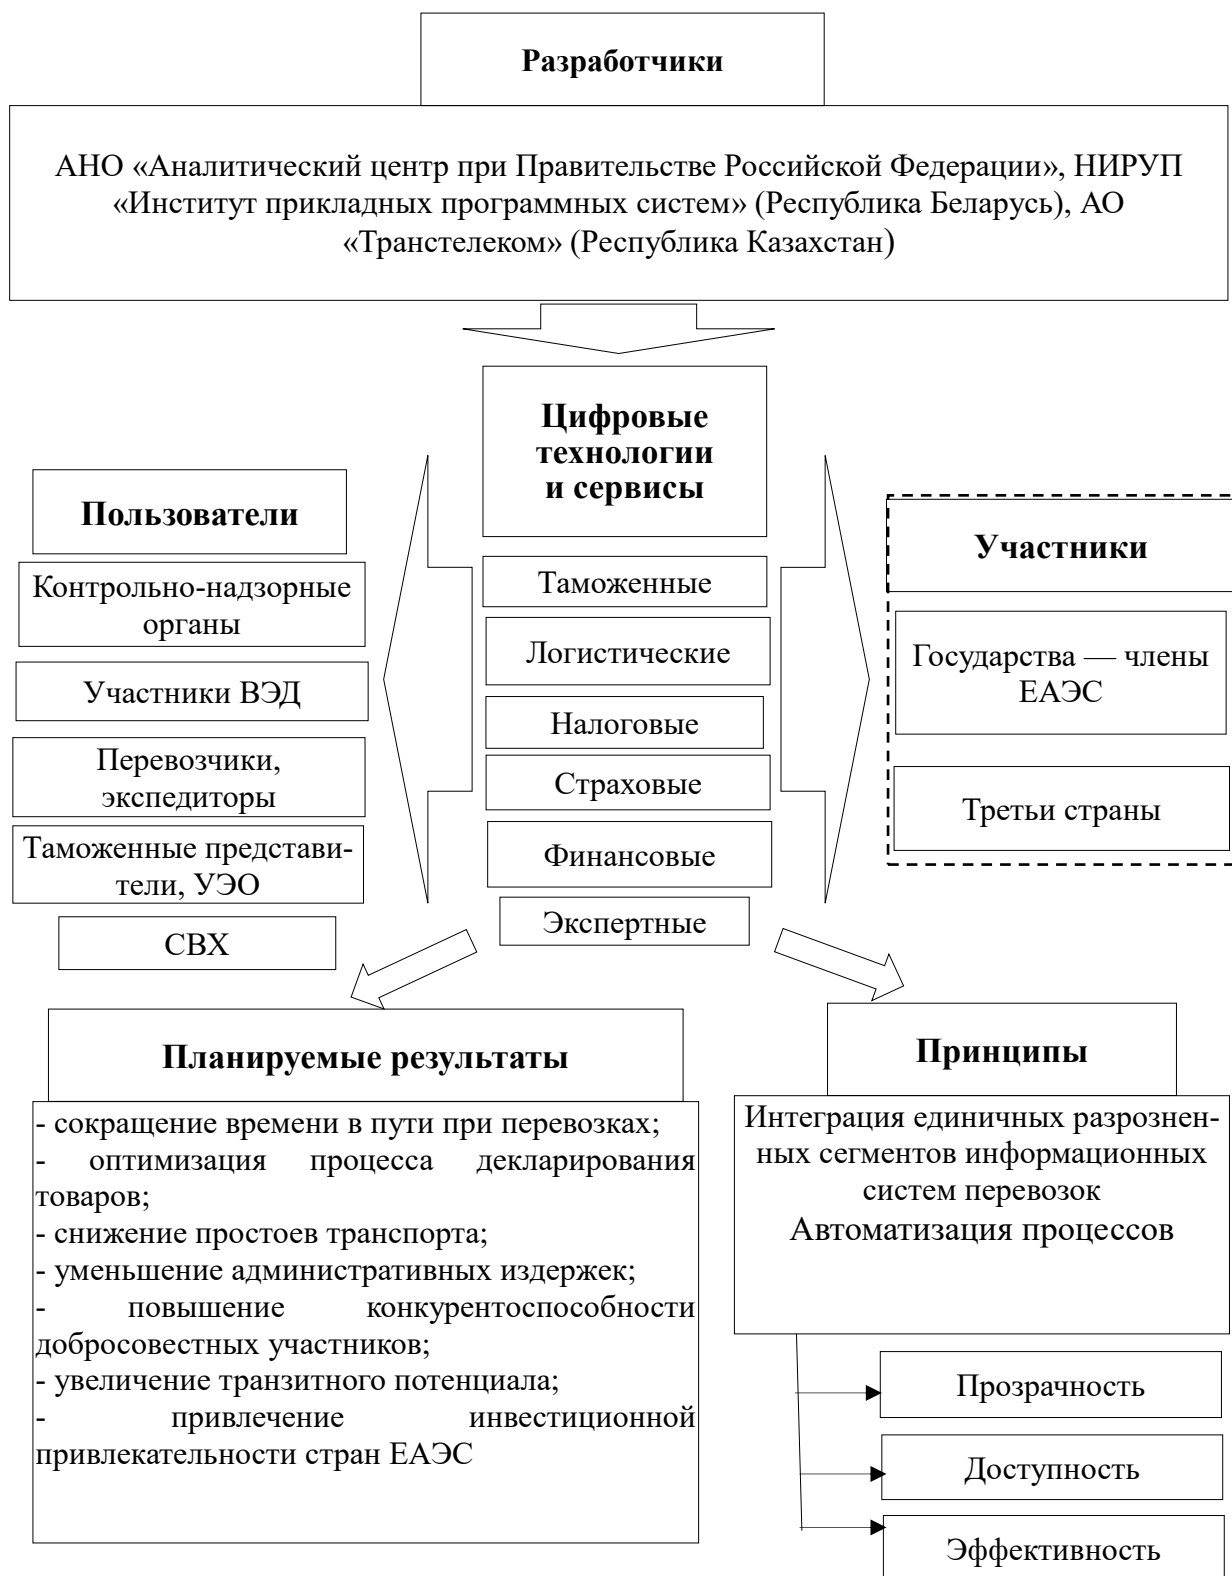 Разработчики
АНО «Аналитический центр при Правительстве Российской Федерации», НИРУП
«Институт прикладных программных систем» (Республика Беларусь), АО
«Транстелеком» (Республика Казахстан)
Цифровые
технологии
и сервисы
Таможенные
Логистические
Налоговые
Страховые
Финансовые
Экспертные
Пользователи
Контрольно-надзорные
органы
Участники ВЭД
Перевозчики,
экспедиторы
Таможенные представи-
тели, УЭО
СВХ
Участники
Государства — члены
ЕАЭС
Третьи страны
Планируемые результаты
- сокращение времени в пути при перевозках;
- оптимизация процесса декларирования
товаров;
- снижение простоев транспорта;
- уменьшение административных издержек;
- повышение конкурентоспособности
добросовестных участников;
- увеличение транзитного потенциала;
- привлечение инвестиционной
привлекательности стран ЕАЭС
Принципы
Интеграция единичных разрознен-
ных сегментов информационных
систем перевозок
Автоматизация процессов
Прозрачность
Доступность
Эффективность